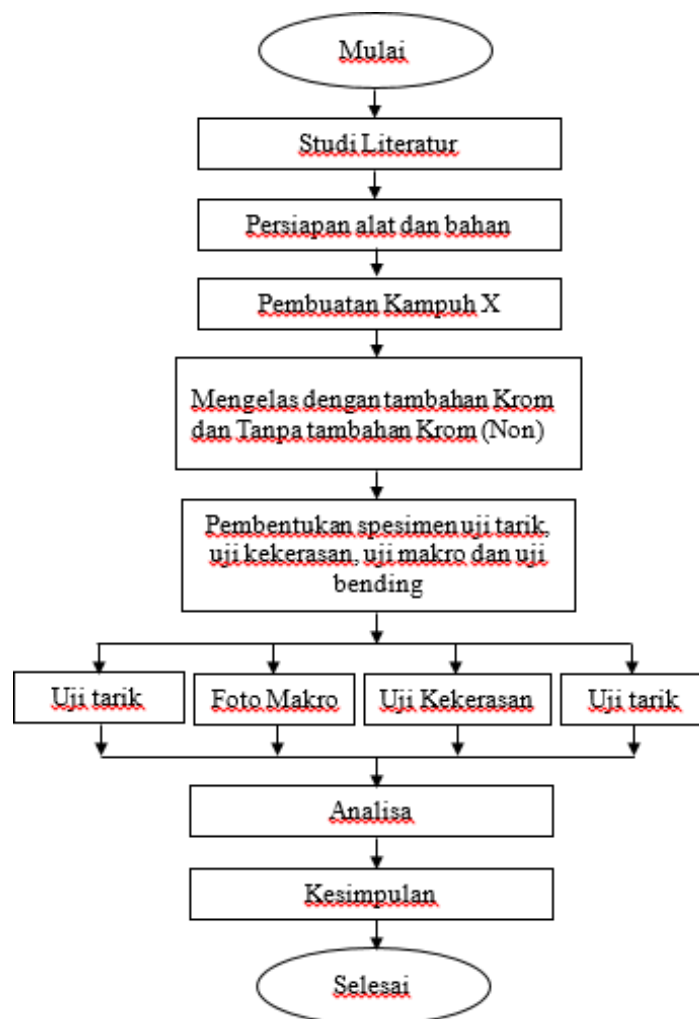 Mulai
Studi Literatur
Persiapan alat dan bahan
Pembuatan Kampuh X
Mengelas dengan tambahan Krom
dan Tanpa tambahan Krom (Non)
Pembentukan spesimen uji tarik,
uji kekerasan, uji makro dan uji
bending
Uji tarik
Foto Makro
Uji Kekerasan
Uji tarik
Analisa
Kesimpulan
Selesai